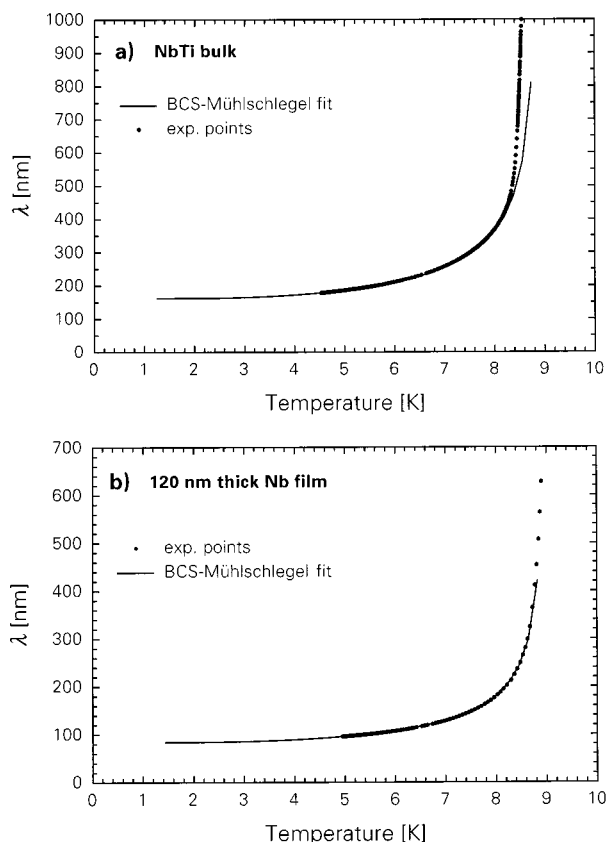 a) NbTi bulk
BCS-Mühlschlegel fit
exp. points
λ [nm]
1000
900
800
700
600
500
400
300
200
100
0
0 1 2 3 4 5 6 7 8 9 10
Temperature [K]
b) 120 nm thick Nb film
exp. points
BCS-Mühlschlegel fit
λ [nm]
700
600
500
400
300
200
100
0
0 1 2 3 4 5 6 7 8 9 10
Temperature [K]